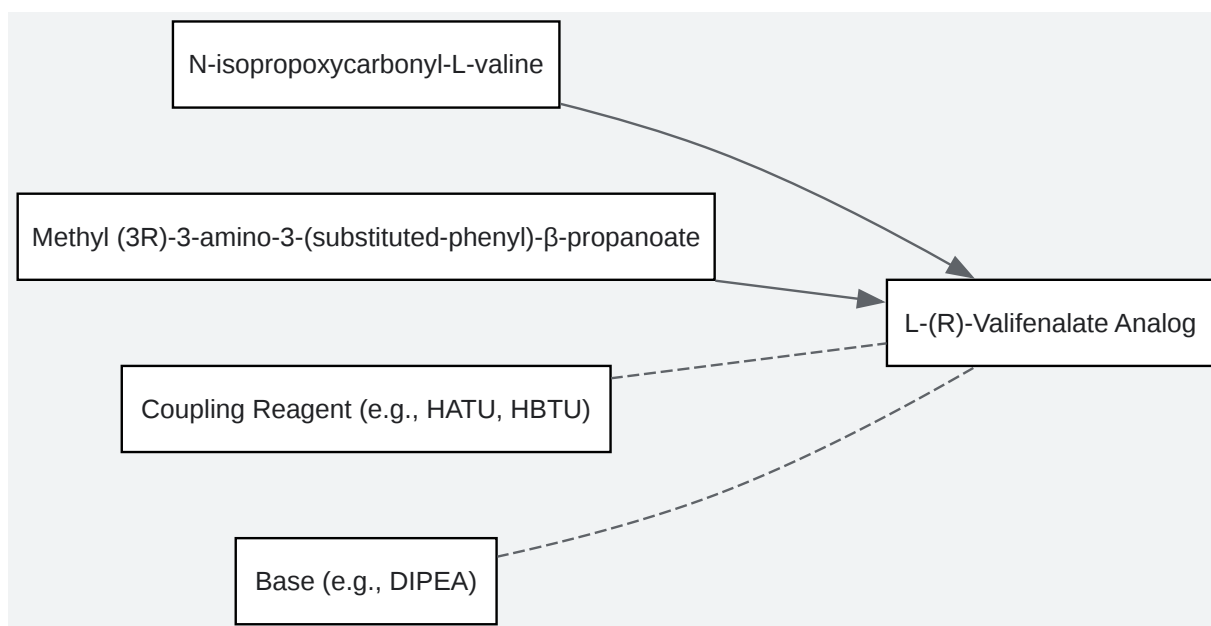 N-isopropoxycarbonyl-L-valine
Methyl (3R)-3-amino-3-(substituted-phenyl)-β-propanoate
L-(R)-Valifenalate Analog
Coupling Reagent (e.g., HATU, HBTU)
Base (e.g., DIPEA)